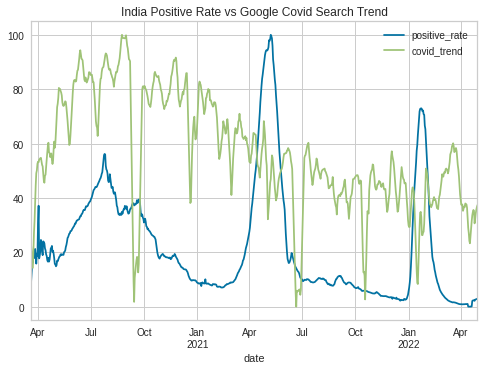 India Positive Rate vs Google Covid Search Trend
positive_rate
covid_trend
100
80
60
40
20
0
Apr Jul Oct Jan Apr Jul Oct Jan Apr
2021 2022
date